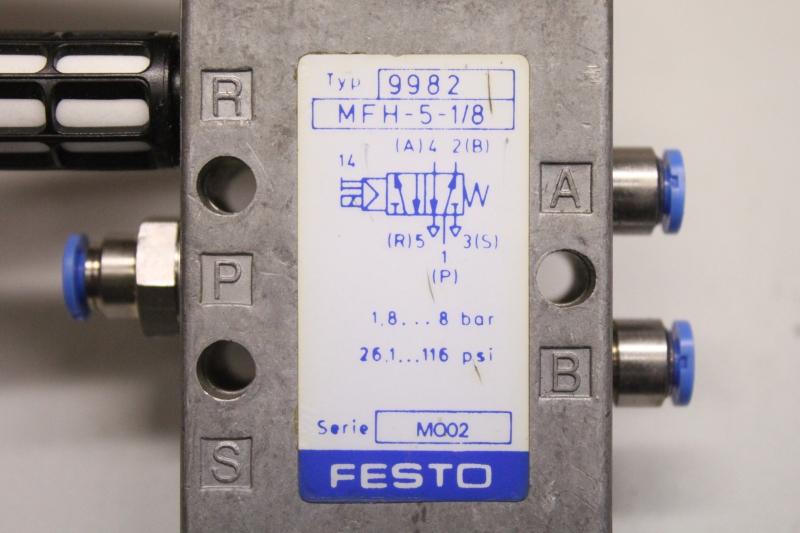 Typ 9982
MFH-5-1/8
(A)4 2(B)
14
(R)5 3(S)
1
(P)
1,8...8 bar
26,1...116 psi
Serie M002
FESTO
R
P
S
A
B